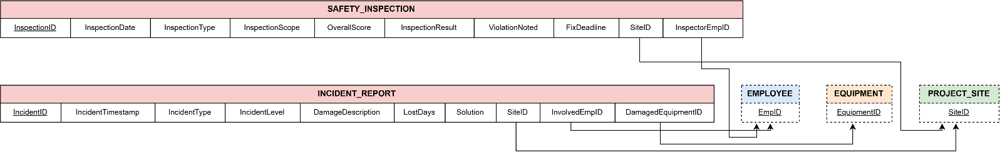 SAFETY_INSPECTION
InspectionID InspectionDate InspectionType InspectionScope OverallScore InspectionResult ViolationNoted FixDeadline SiteID InspectorEmpID
INCIDENT_REPORT
IncidentID IncidentTimestamp IncidentType IncidentLevel DamageDescription LostDays Solution SiteID InvolvedEmpID DamagedEquipmentID
EMPLOYEE
EmpID
EQUIPMENT
EquipmentID
PROJECT_SITE
SiteID